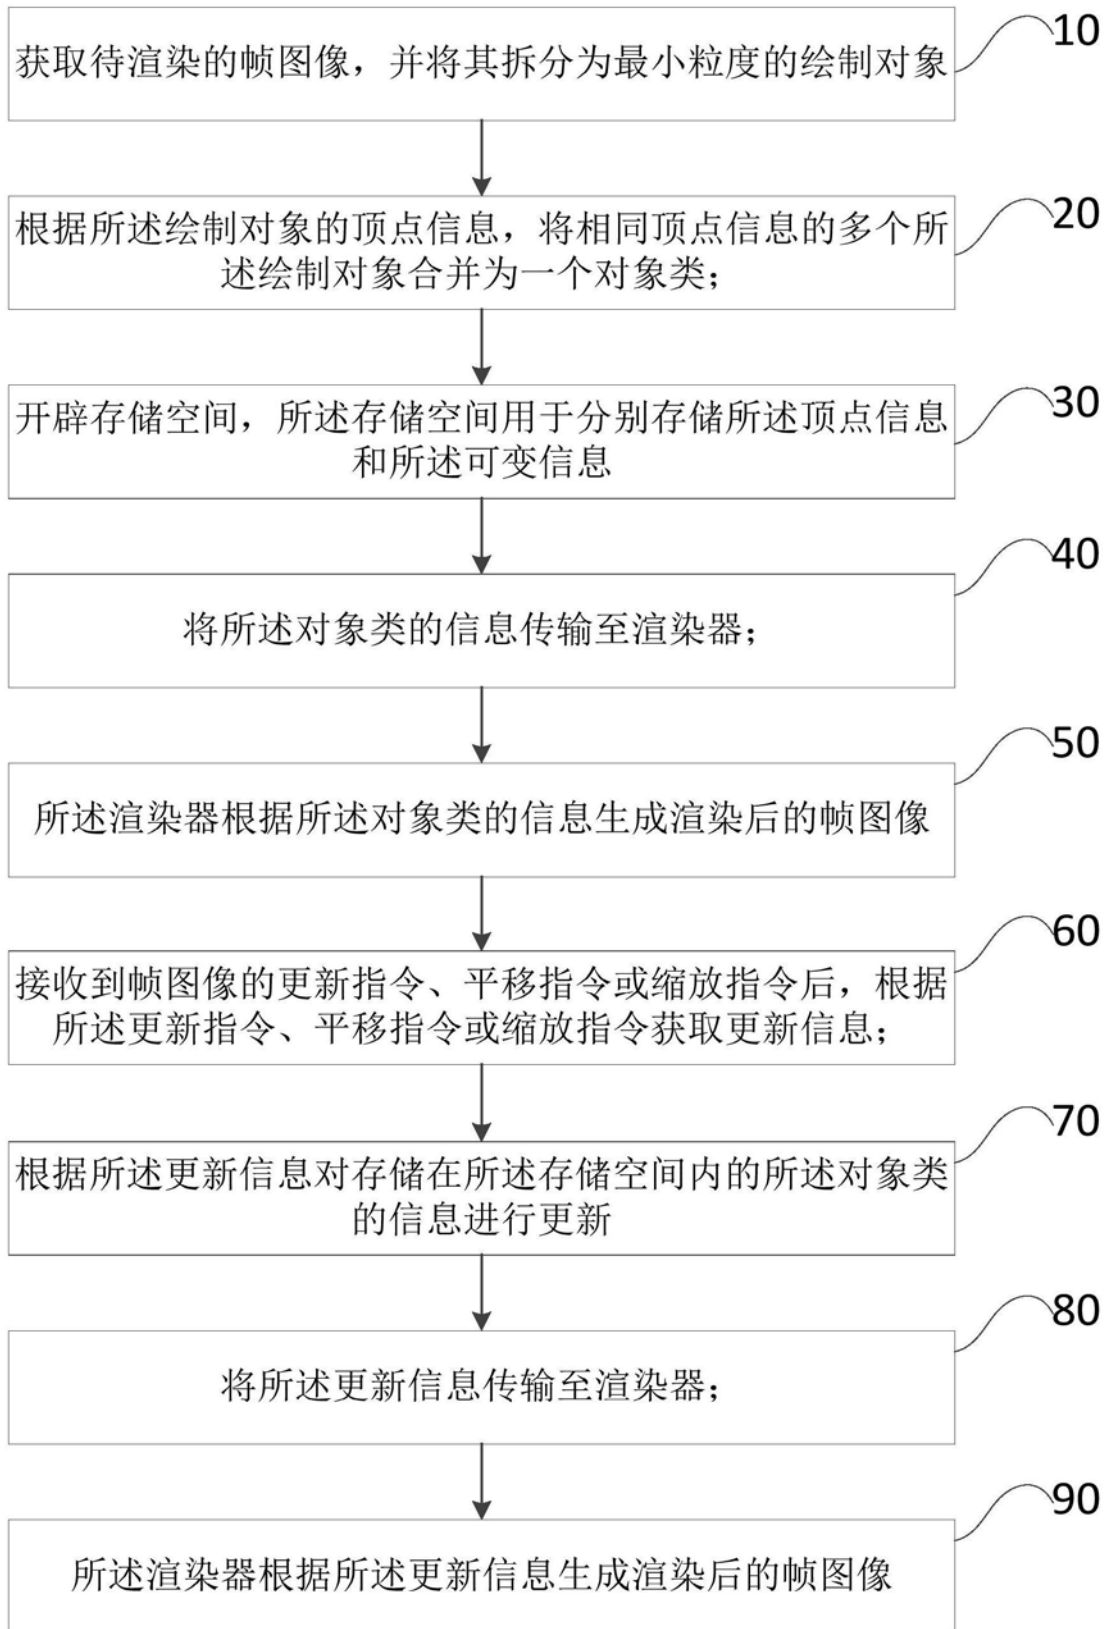 获取待渲染的帧图像，并将其拆分为最小粒度的绘制对象
10
根据所述绘制对象的顶点信息，将相同顶点信息的多个所
述绘制对象合并为一个对象类；
20
开辟存储空间，所述存储空间用于分别存储所述顶点信息
和所述可变信息
30
将所述对象类的信息传输至渲染器；
40
所述渲染器根据所述对象类的信息生成渲染后的帧图像
50
接收到帧图像的更新指令、平移指令或缩放指令后，根据
所述更新指令、平移指令或缩放指令获取更新信息；
60
根据所述更新信息对存储在所述存储空间内的所述对象类
的信息进行更新
70
将所述更新信息传输至渲染器；
80
所述渲染器根据所述更新信息生成渲染后的帧图像
90